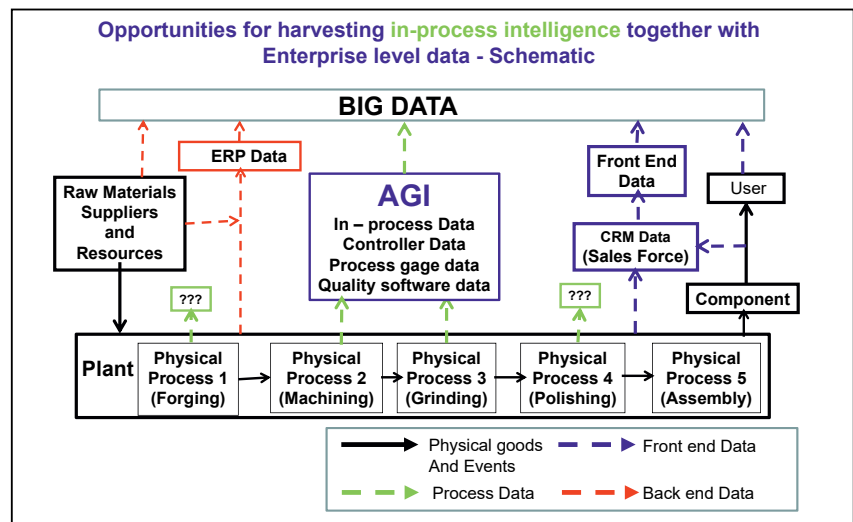 Opportunities for harvesting in-process intelligence together with
Enterprise level data - Schematic
BIG DATA
ERP Data
Raw Materials
Suppliers
and
Resources
AGI
In – process Data
Controller Data
Process gage data
Quality software data
Front End
Data
User
CRM Data
(Sales Force)
Component
???
???
Plant
Physical
Process 1
(Forging)
Physical
Process 2
(Machining)
Physical
Process 3
(Grinding)
Physical
Process 4
(Polishing)
Physical
Process 5
(Assembly)
Physical goods
And Events
Front end Data
Process Data
Back end Data